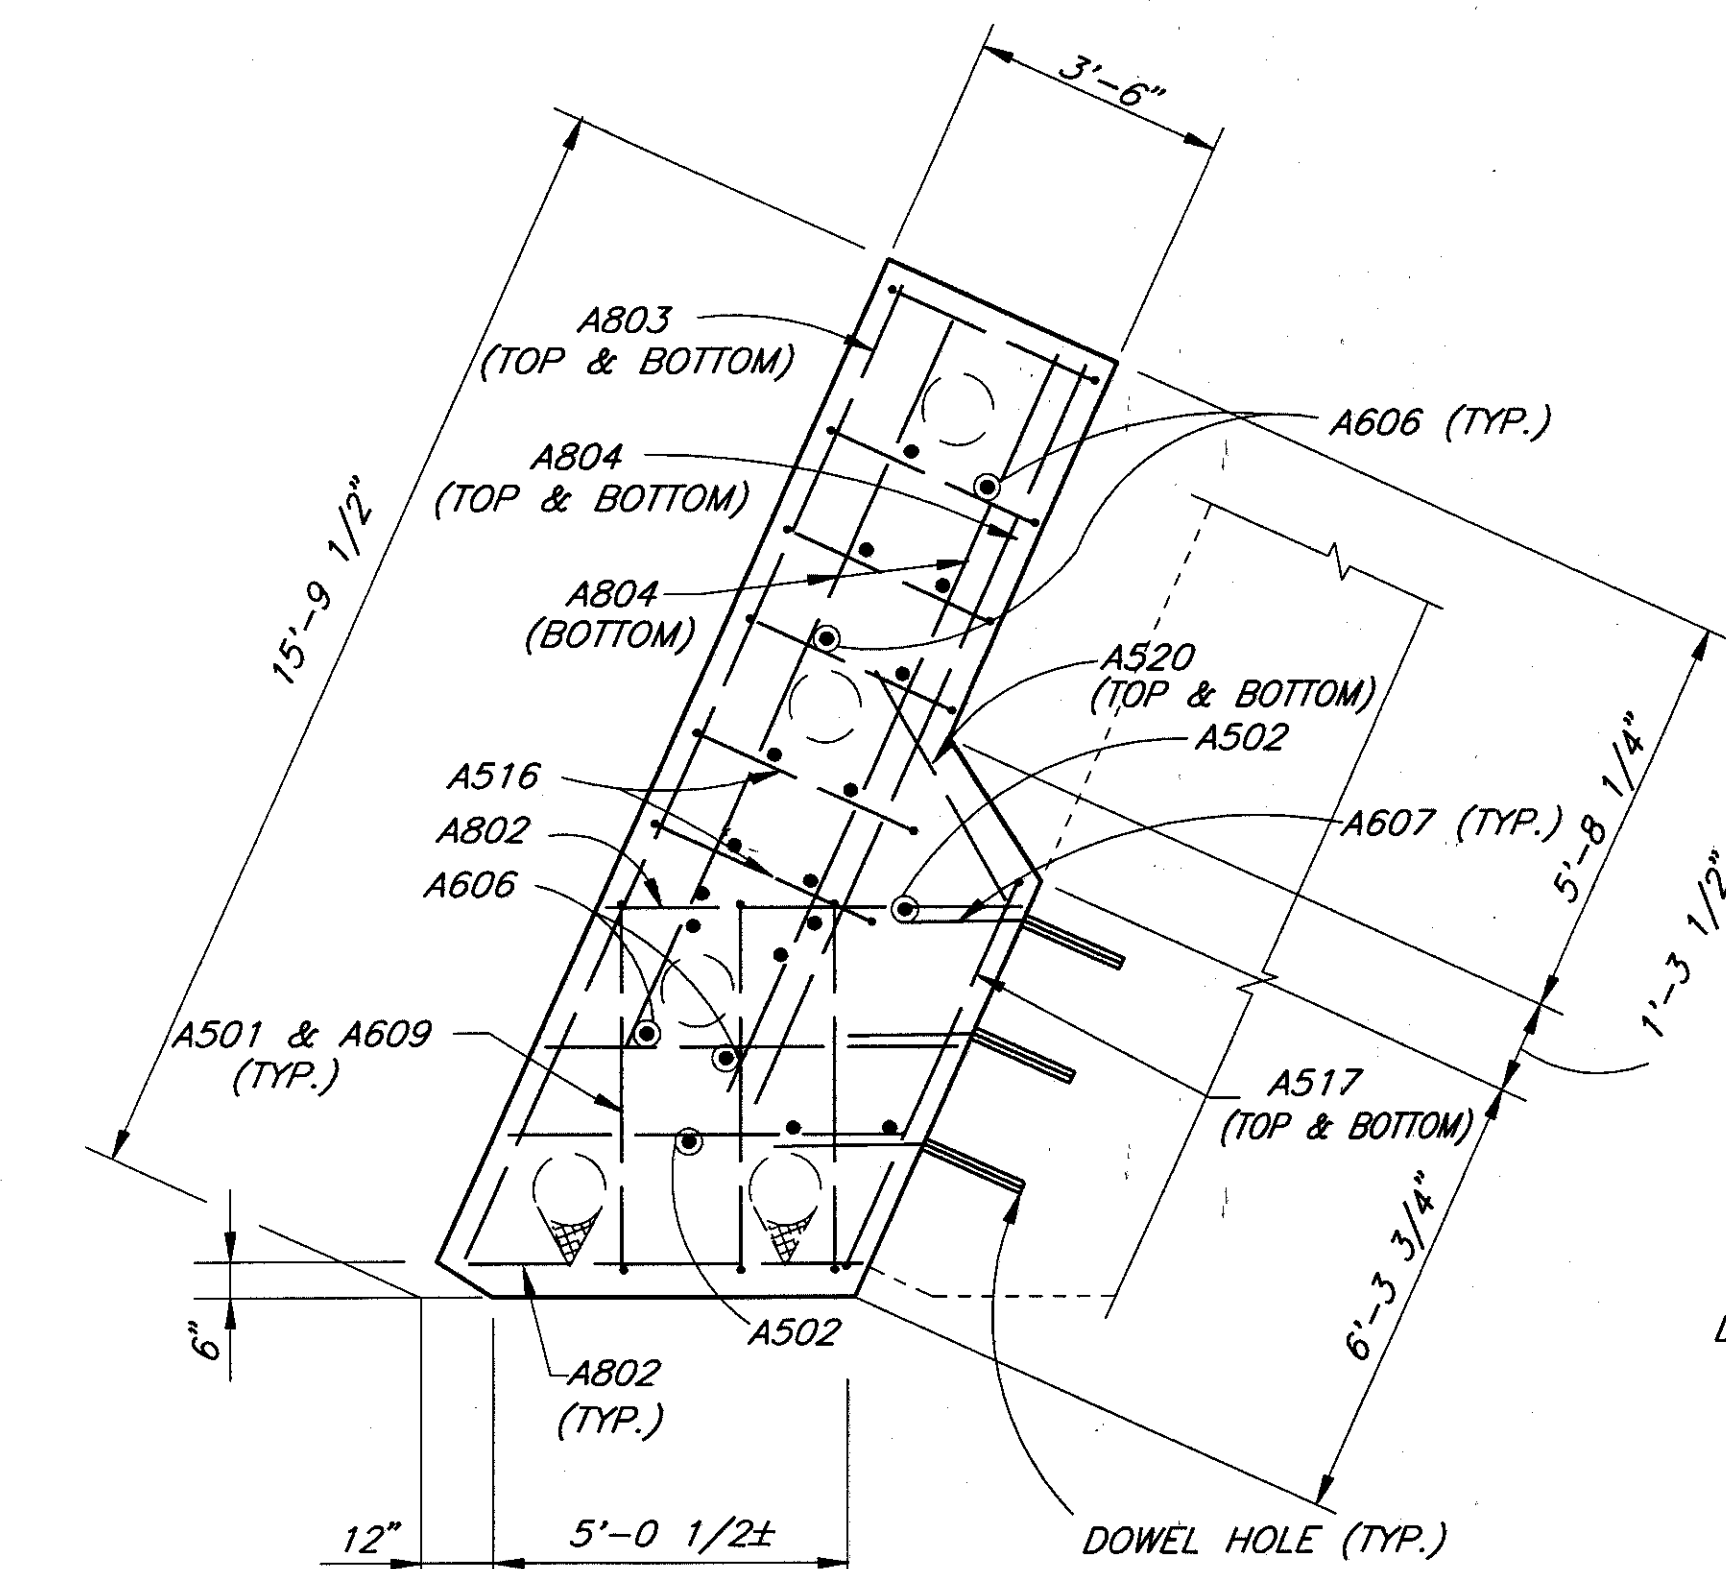 3'-6"
A803
(TOP & BOTTOM)
A606 (TYP.)
A804
(TOP & BOTTOM)
15'-9 1/2"
A804
(BOTTOM)
A520
(TOP & BOTTOM)
A502
A516
A802
A607 (TYP.)
5'-8 1/4"
A606
1'-3 1/2"
A501 & A609
(TYP.)
A517
(TOP & BOTTOM)
6'-3 3/4"
6"
A502
A802
(TYP.)
12"
5'-0 1/2±
DOWEL HOLE (TYP.)